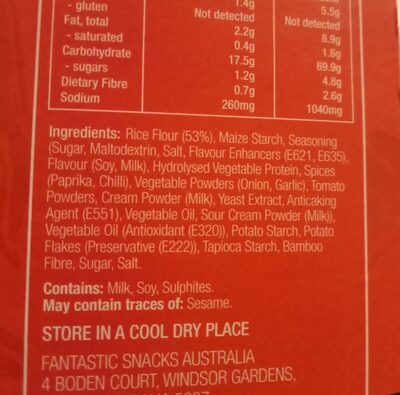 1.4g
- gluten Not detected 5.5g
Fat, total 2.2g Not detected
- saturated 0.4g 8.9g
Carbohydrate 17.5g 1.6g
- sugars 1.2g 69.9g
Dietary Fibre 0.7g 4.8g
Sodium 260mg 2.6g
1040mg
Ingredients: Rice Flour (53%), Maize Starch, Seasoning
(Sugar, Maltodextrin, Salt, Flavour Enhancers (E621, E635),
Flavour (Soy, Milk), Hydrolysed Vegetable Protein, Spices
(Paprika, Chilli), Vegetable Powders (Onion, Garlic), Tomato
Powders, Cream Powder (Milk), Yeast Extract, Anticaking
Agent (E551), Vegetable Oil, Sour Cream Powder (Milk)),
Vegetable Oil (Antioxidant (E320)), Potato Starch, Potato
Flakes (Preservative (E222)), Tapioca Starch, Bamboo
Fibre, Sugar, Salt.
Contains: Milk, Soy, Sulphites.
May contain traces of: Sesame.
STORE IN A COOL DRY PLACE
FANTASTIC SNACKS AUSTRALIA
4 BODEN COURT, WINDSOR GARDENS,